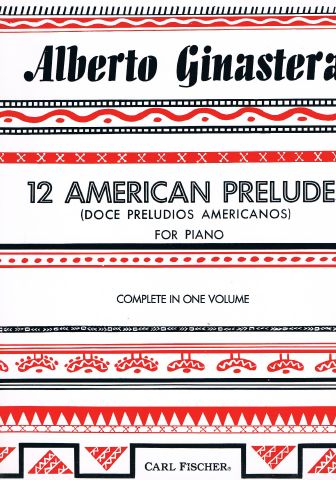 Alberto Ginastera
12 AMERICAN PRELUDE
(DOCE PRELUDIOS AMERICANOS)
FOR PIANO
COMPLETE IN ONE VOLUME
CARL FISCHER®